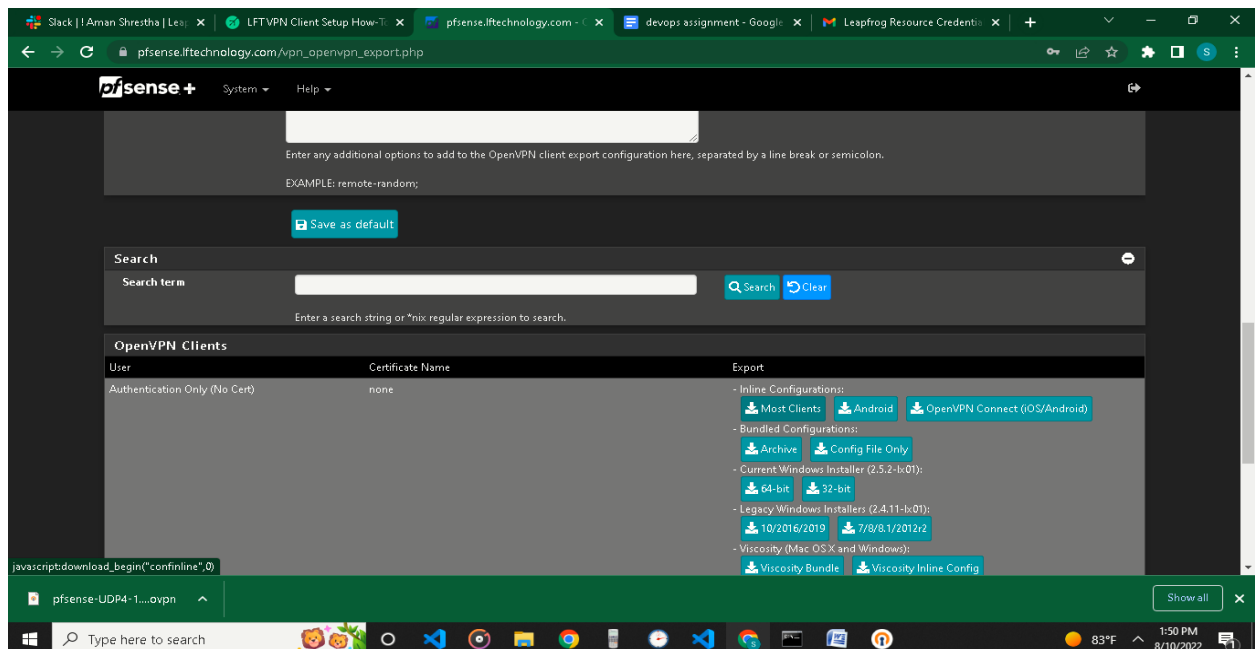 Slack | ! Aman Shrestha | Leap
LFT VPN Client Setup How-To
pfsense.lftechnology.com - 
devops assignment - Google
Leapfrog Resource Credentia
pfsense.lftechnology.com/vpn_openvpn_export.php
S
pfsense + System Help
Enter any additional options to add to the OpenVPN client export configuration here, separated by a line break or semicolon.
EXAMPLE: remote-random;
Save as default
Search
Search term
Search Clear
Enter a search string or *nix regular expression to search.
OpenVPN Clients
User Certificate Name Export
Authentication Only (No Cert) none - Inline Configurations:
Most Clients Android OpenVPN Connect (iOS/Android)
- Bundled Configurations:
Archive Config File Only
- Current Windows Installer (2.5.2-Ix01):
64-bit 32-bit
- Legacy Windows Installers (2.4.11-Ix01):
10/2016/2019 7/8/8.1/2012r2
- Viscosity (Mac OS X and Windows):
Viscosity Bundle Viscosity Inline Config
javascript:download_begin("confinline",0)
pfsense-UDP4-1....ovpn
Show all
Type here to search
83°F
1:50 PM
8/10/2022